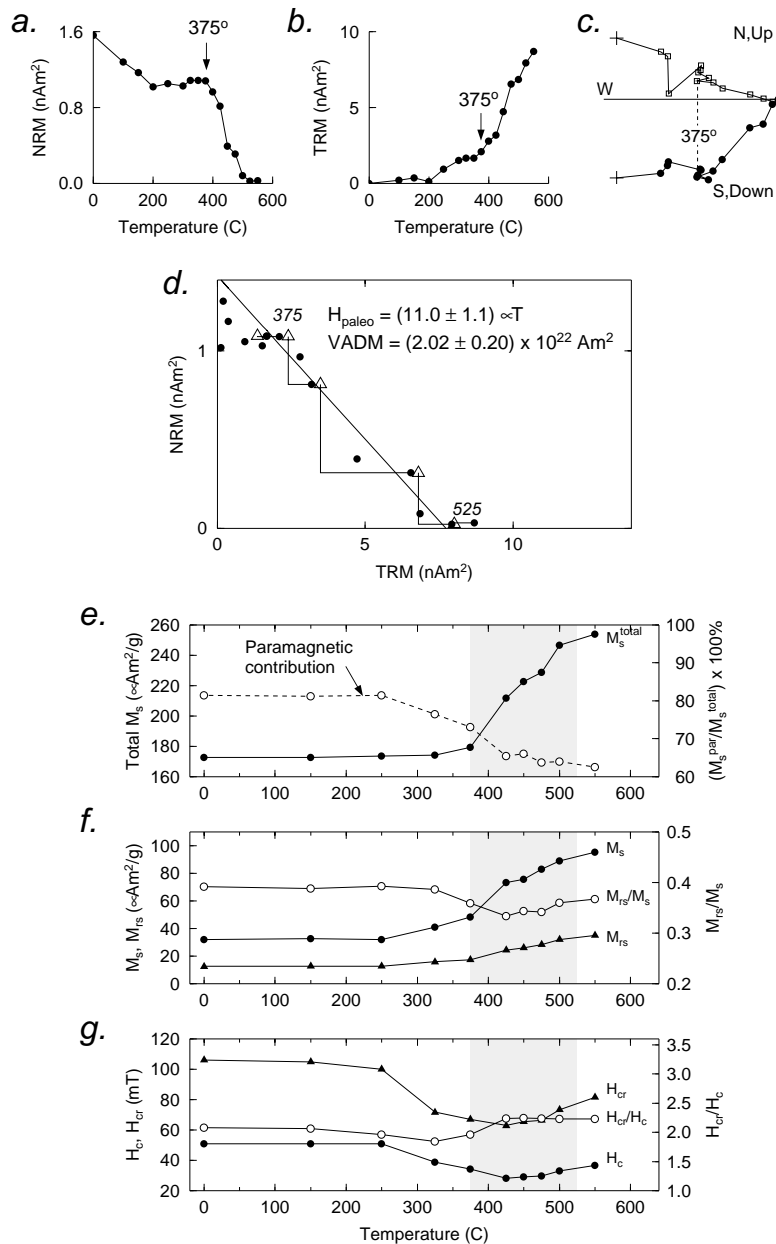 a.
1.6
1.2
0.8
0.4
0.0
NRM (nAm²)
375º
0 200 400 600
Temperature (C)
b.
10
5
0
TRM (nAm²)
375º
0 200 400 600
Temperature (C)
c.
N,Up
W
375º
S,Down
d.
375
H_paleo = (11.0 ± 1.1) ∝T
VADM = (2.02 ± 0.20) x 10²² Am²
1
0
NRM (nAm²)
525
0 5 10
TRM (nAm²)
e.
260
240
220
200
180
160
Total M_s (∝Am²/g)
Paramagnetic
contribution
M_s^total
100
90
80
70
60
(M_s^par/M_s^total) x 100%
0 100 200 300 400 500 600
f.
100
80
60
40
20
0
M_s, M_rs (∝Am²/g)
M_s
M_rs/M_s
M_rs
0.5
0.4
0.3
0.2
M_rs/M_s
0 100 200 300 400 500 600
g.
120
100
80
60
40
20
H_c, H_cr (mT)
H_cr
H_cr/H_c
H_c
3.5
3.0
2.5
2.0
1.5
1.0
H_cr/H_c
0 100 200 300 400 500 600
Temperature (C)